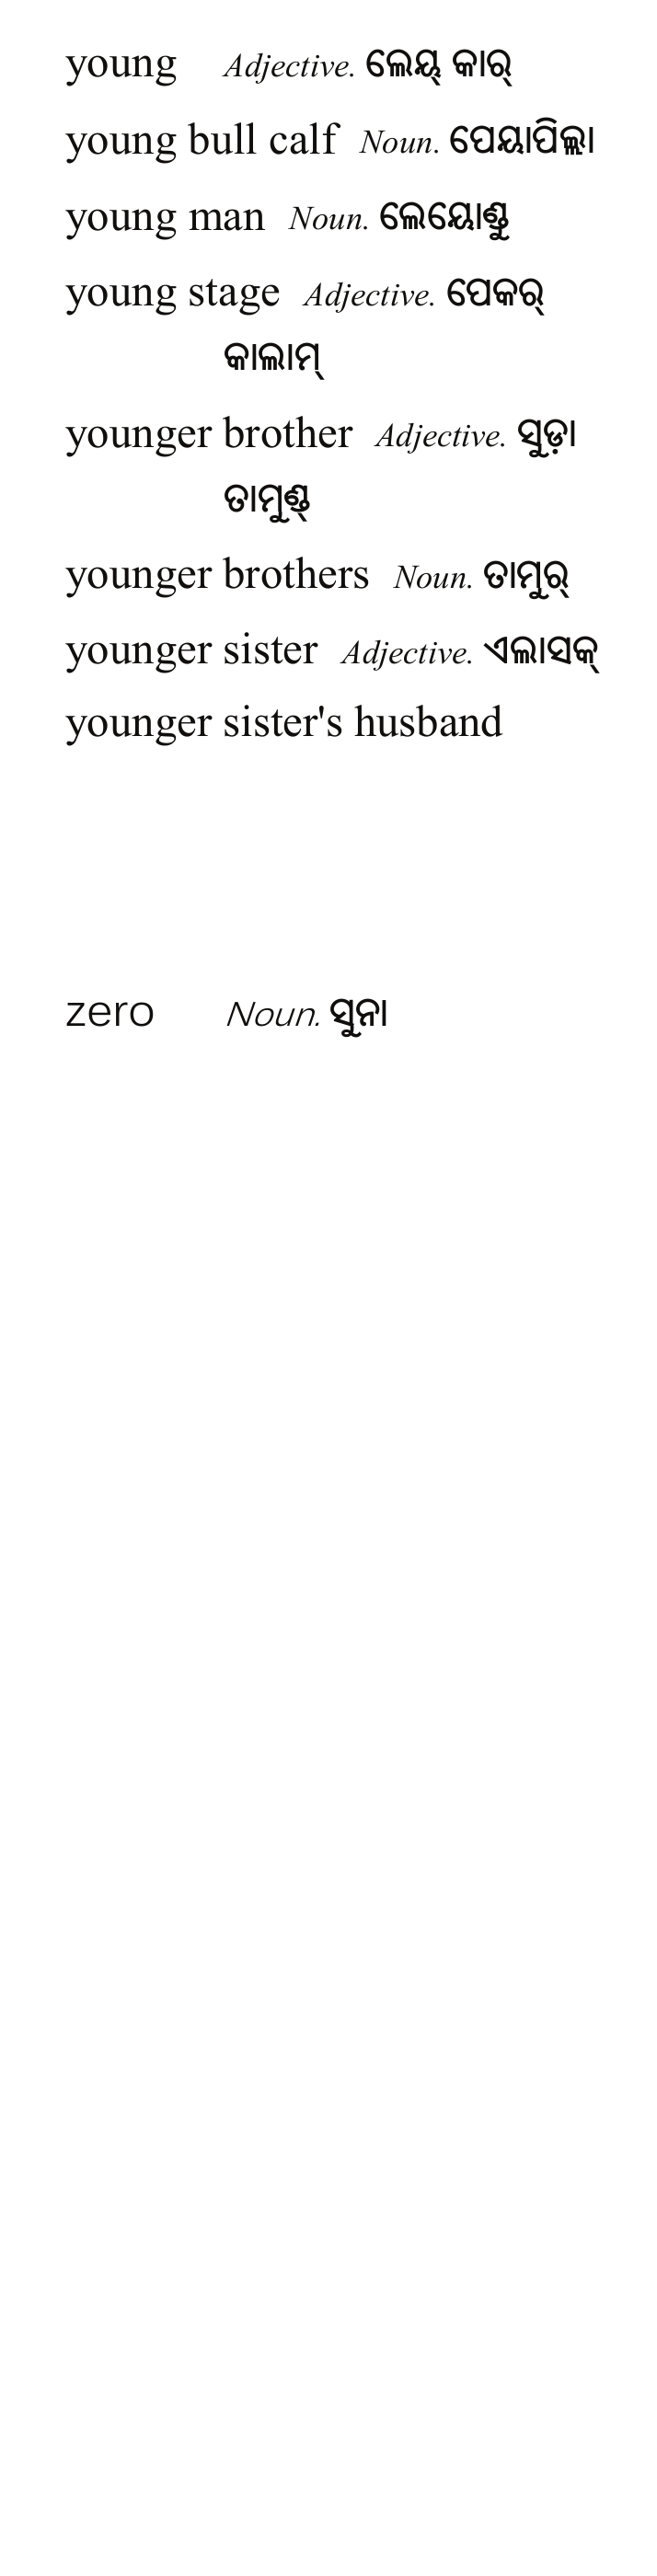 young Adjective. ଲେୟ୍ କାର୍
young bull calf Noun. ପେୟାପିଲ୍ଲା
young man Noun. ଲେୟୋଣ୍ଡୁ
young stage Adjective. ପେକର୍
କାଲାମ୍
younger brother Adjective. ସୁଡ଼ା
ତାମୁଣ୍ଡ୍
younger brothers Noun. ତାମୁର୍
younger sister Adjective. ଏଲାସକ୍
younger sister's husband
zero Noun. ସୁନା